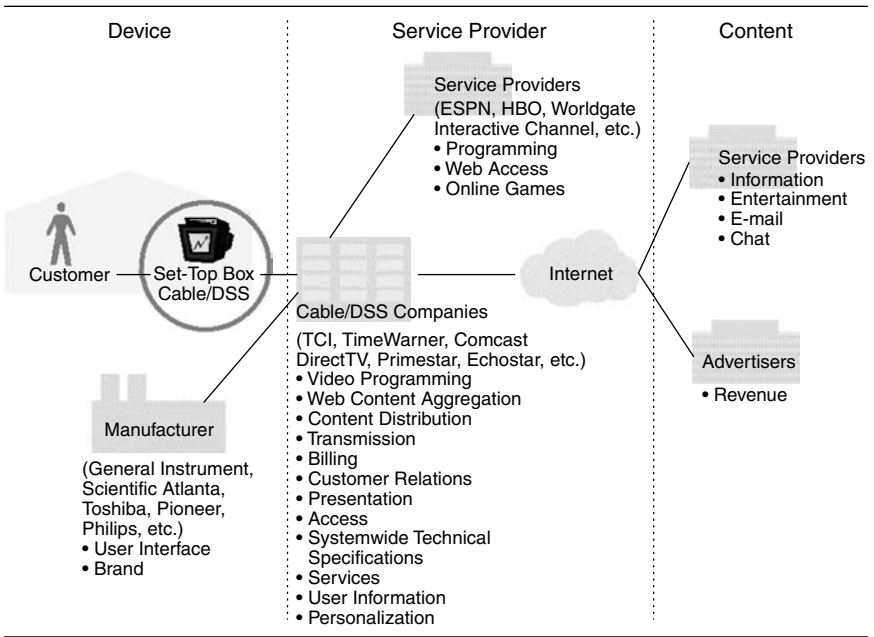 Device
Service Provider
Content
Service Providers
(ESPN, HBO, Worldgate
Interactive Channel, etc.)
• Programming
• Web Access
• Online Games
Service Providers
• Information
• Entertainment
• E-mail
• Chat
Customer
Set-Top Box
Cable/DSS
Internet
Cable/DSS Companies
(TCI, TimeWarner, Comcast
DirectTV, Primestar, Echostar, etc.)
• Video Programming
• Web Content Aggregation
• Content Distribution
• Transmission
• Billing
• Customer Relations
• Presentation
• Access
• Systemwide Technical
Specifications
• Services
• User Information
• Personalization
Advertisers
• Revenue
Manufacturer
(General Instrument,
Scientific Atlanta,
Toshiba, Pioneer,
Philips, etc.)
• User Interface
• Brand